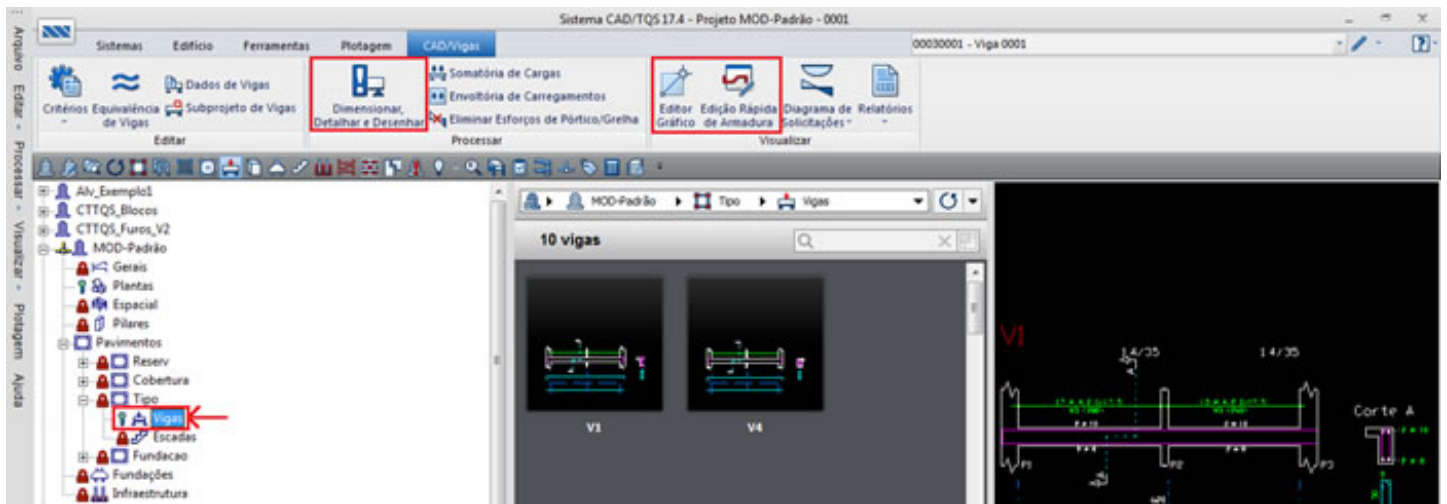 Sistema CAD/TQS 17.4 - Projeto MOD-Padrão - 0001
Arquivo Editar Processar Visualizar Plotagem Ajuda
Sistemas Edifício Ferramentas Plotagem CAD/Vigas
00030001 - Viga 0001
Critérios
Equivalência de Vigas
Dados de Vigas
Subprojeto de Vigas
Editar
Dimensionar,
Detalhar e Desenhar
Somatória de Cargas
Envoltória de Carregamentos
Eliminar Esforços de Pórtico/Grelha
Processar
Editor
Gráfico
Edição Rápida
de Armadura
Diagrama de
Solicitações
Relatórios
Visualizar
Alv_Exemplo1
CTTQS_Blocos
CTTQS_Furos_V2
MOD-Padrão
Gerais
Plantas
Espacial
Pilares
Pavimentos
Reserv
Cobertura
Tipo
Vigas
Escadas
Fundacao
Fundações
Infraestrutura
MOD-Padrão Tipo Vigas
10 vigas
V1
V4
V1
14/35
14/35
Corte A
P1
P2
P3